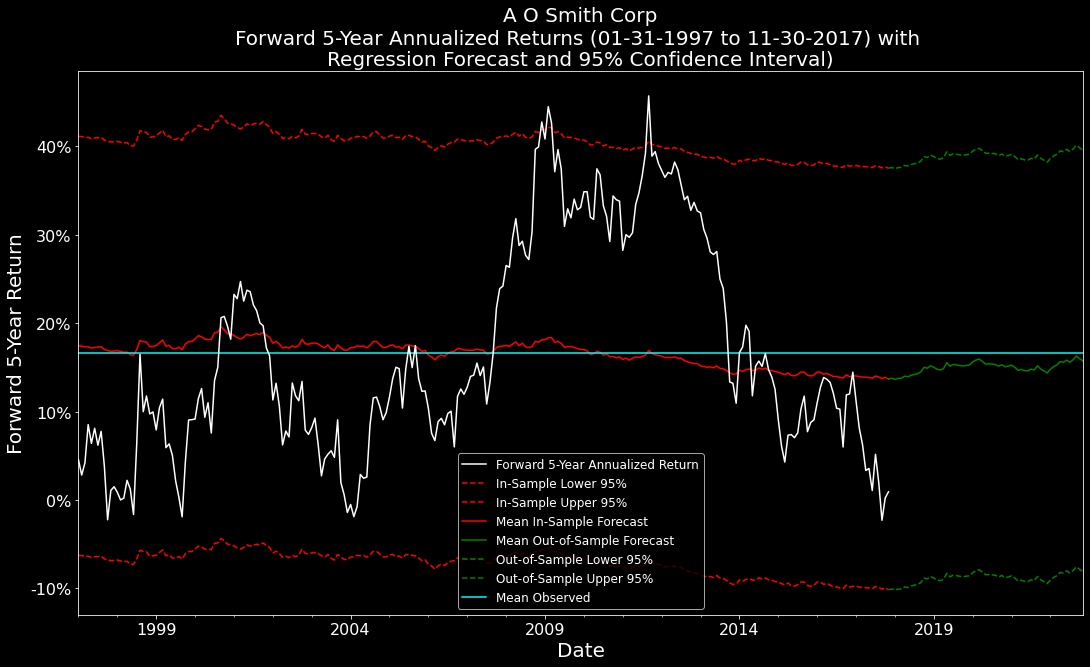 A O Smith Corp
Forward 5-Year Annualized Returns (01-31-1997 to 11-30-2017) with
Regression Forecast and 95% Confidence Interval)
Forward 5-Year Return
40%
30%
20%
10%
0%
-10%
Forward 5-Year Annualized Return
In-Sample Lower 95%
In-Sample Upper 95%
Mean In-Sample Forecast
Mean Out-of-Sample Forecast
Out-of-Sample Lower 95%
Out-of-Sample Upper 95%
Mean Observed
1999 2004 2009 2014 2019
Date